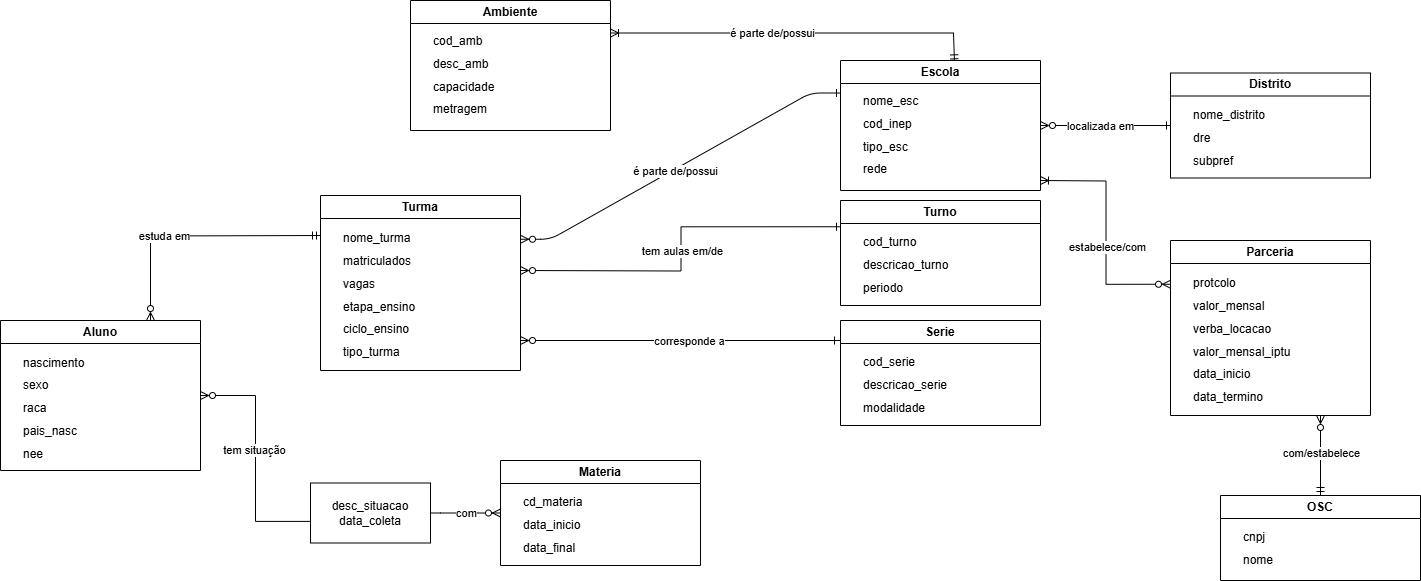 Ambiente
cod_amb
desc_amb
capacidade
metragem
é parte de/possui
Escola
nome_esc
cod_inep
tipo_esc
rede
localizada em
Distrito
nome_distrito
dre
subpref
é parte de/possui
Turma
nome_turma
matriculados
vagas
etapa_ensino
ciclo_ensino
tipo_turma
estuda em
tem aulas em/de
Turno
cod_turno
descricao_turno
periodo
estabelece/com
Parceria
protcolo
valor_mensal
verba_locacao
valor_mensal_iptu
data_inicio
data_termino
corresponde a
Serie
cod_serie
descricao_serie
modalidade
Aluno
nascimento
sexo
raca
pais_nasc
nee
tem situação
desc_situacao
data_coleta
com
Materia
cd_materia
data_inicio
data_final
com/estabelece
OSC
cnpj
nome